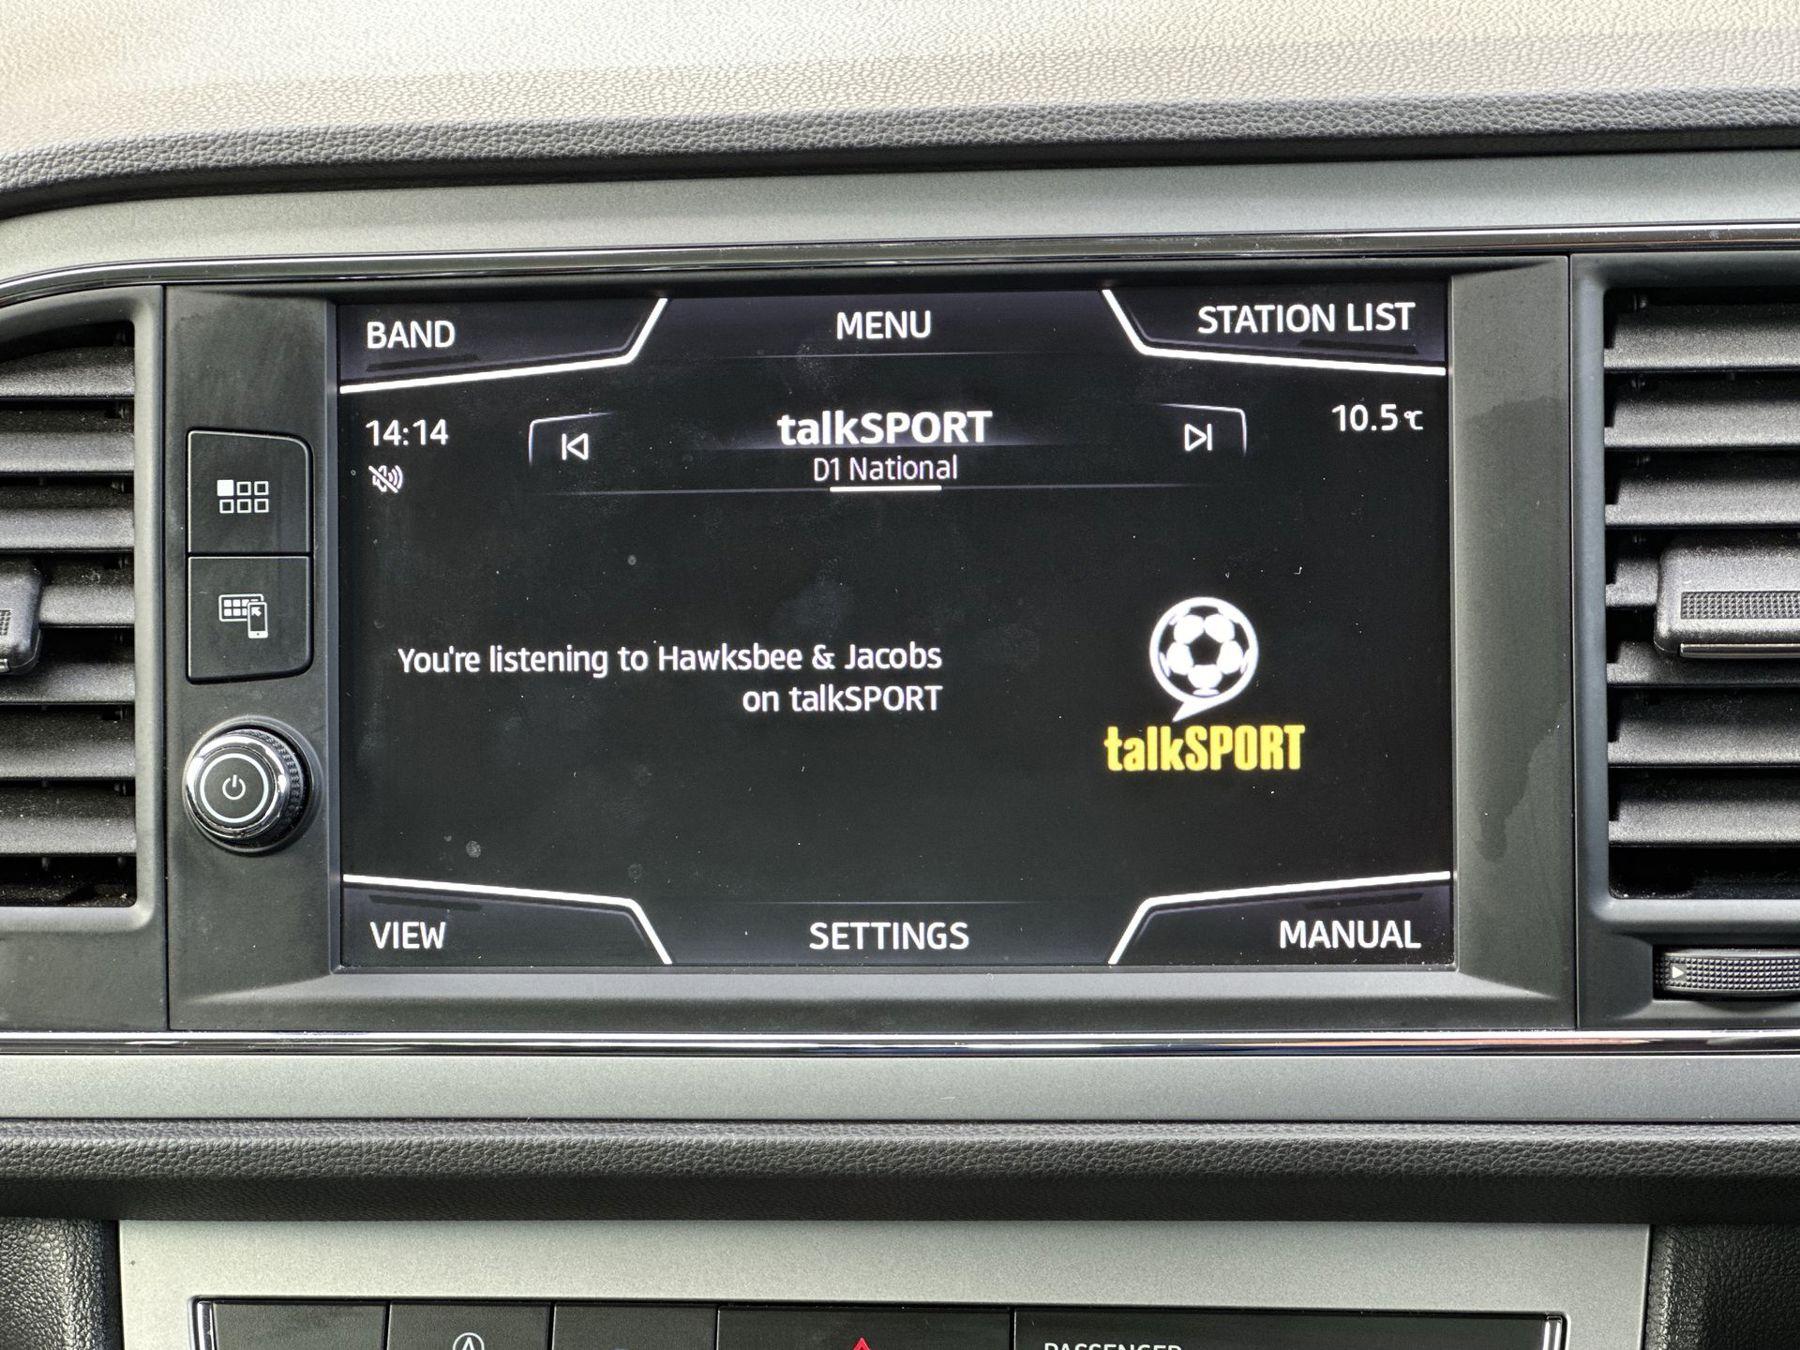 BAND
MENU
STATION LIST
14:14
talkSPORT
10.5°C
D1 National
You're listening to Hawksbee & Jacobs
on talkSPORT
talkSPORT
VIEW
SETTINGS
MANUAL
A
PASSENGER